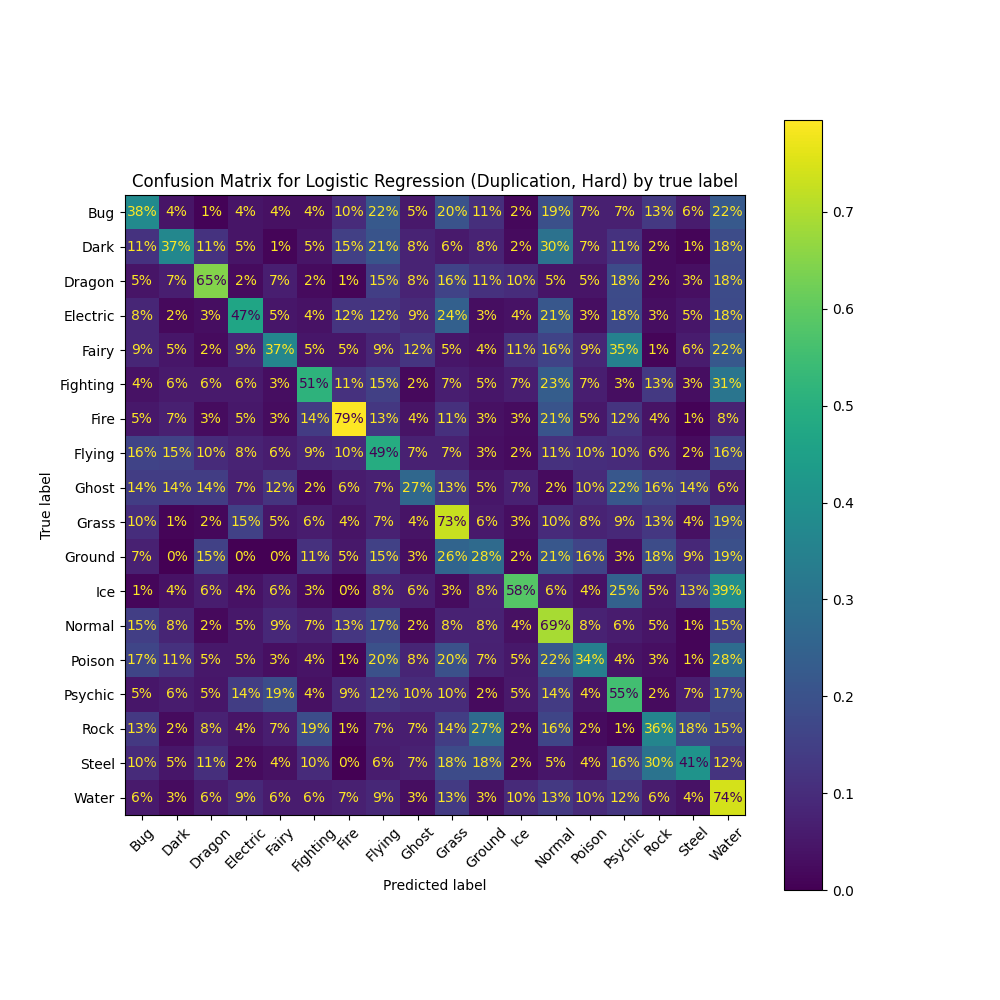 Confusion Matrix for Logistic Regression (Duplication, Hard) by true label
Bug 38% 4% 1% 4% 4% 4% 10% 22% 5% 20% 11% 2% 19% 7% 7% 13% 6% 22%
Dark 11% 37% 11% 5% 1% 5% 15% 21% 8% 6% 8% 2% 30% 7% 11% 2% 1% 18%
Dragon 5% 7% 65% 2% 7% 2% 1% 15% 8% 16% 11% 10% 5% 5% 18% 2% 3% 18%
Electric 8% 2% 3% 47% 5% 4% 12% 12% 9% 24% 3% 4% 21% 3% 18% 3% 5% 18%
Fairy 9% 5% 2% 9% 37% 5% 5% 9% 12% 5% 4% 11% 16% 9% 35% 1% 6% 22%
Fighting 4% 6% 6% 6% 3% 51% 11% 15% 2% 7% 5% 7% 23% 7% 3% 13% 3% 31%
Fire 5% 7% 3% 5% 3% 14% 79% 13% 4% 11% 3% 3% 21% 5% 12% 4% 1% 8%
Flying 16% 15% 10% 8% 6% 9% 10% 49% 7% 7% 3% 2% 11% 10% 10% 6% 2% 16%
Ghost 14% 14% 14% 7% 12% 2% 6% 7% 27% 13% 5% 7% 2% 10% 22% 16% 14% 6%
Grass 10% 1% 2% 15% 5% 6% 4% 7% 4% 73% 6% 3% 10% 8% 9% 13% 4% 19%
Ground 7% 0% 15% 0% 0% 11% 5% 15% 3% 26% 28% 2% 21% 16% 3% 18% 9% 19%
Ice 1% 4% 6% 4% 6% 3% 0% 8% 6% 3% 8% 58% 6% 4% 25% 5% 13% 39%
Normal 15% 8% 2% 5% 9% 7% 13% 17% 2% 8% 8% 4% 69% 8% 6% 5% 1% 15%
Poison 17% 11% 5% 5% 3% 4% 1% 20% 8% 20% 7% 5% 22% 34% 4% 3% 1% 28%
Psychic 5% 6% 5% 14% 19% 4% 9% 12% 10% 10% 2% 5% 14% 4% 55% 2% 7% 17%
Rock 13% 2% 8% 4% 7% 19% 1% 7% 7% 14% 27% 2% 16% 2% 1% 36% 18% 15%
Steel 10% 5% 11% 2% 4% 10% 0% 6% 7% 18% 18% 2% 5% 4% 16% 30% 41% 12%
Water 6% 3% 6% 9% 6% 6% 7% 9% 3% 13% 3% 10% 13% 10% 12% 6% 4% 74%
Bug Dark Dragon Electric Fairy Fighting Fire Flying Ghost Grass Ground Ice Normal Poison Psychic Rock Steel Water
Predicted label
True label
0.7
0.6
0.5
0.4
0.3
0.2
0.1
0.0